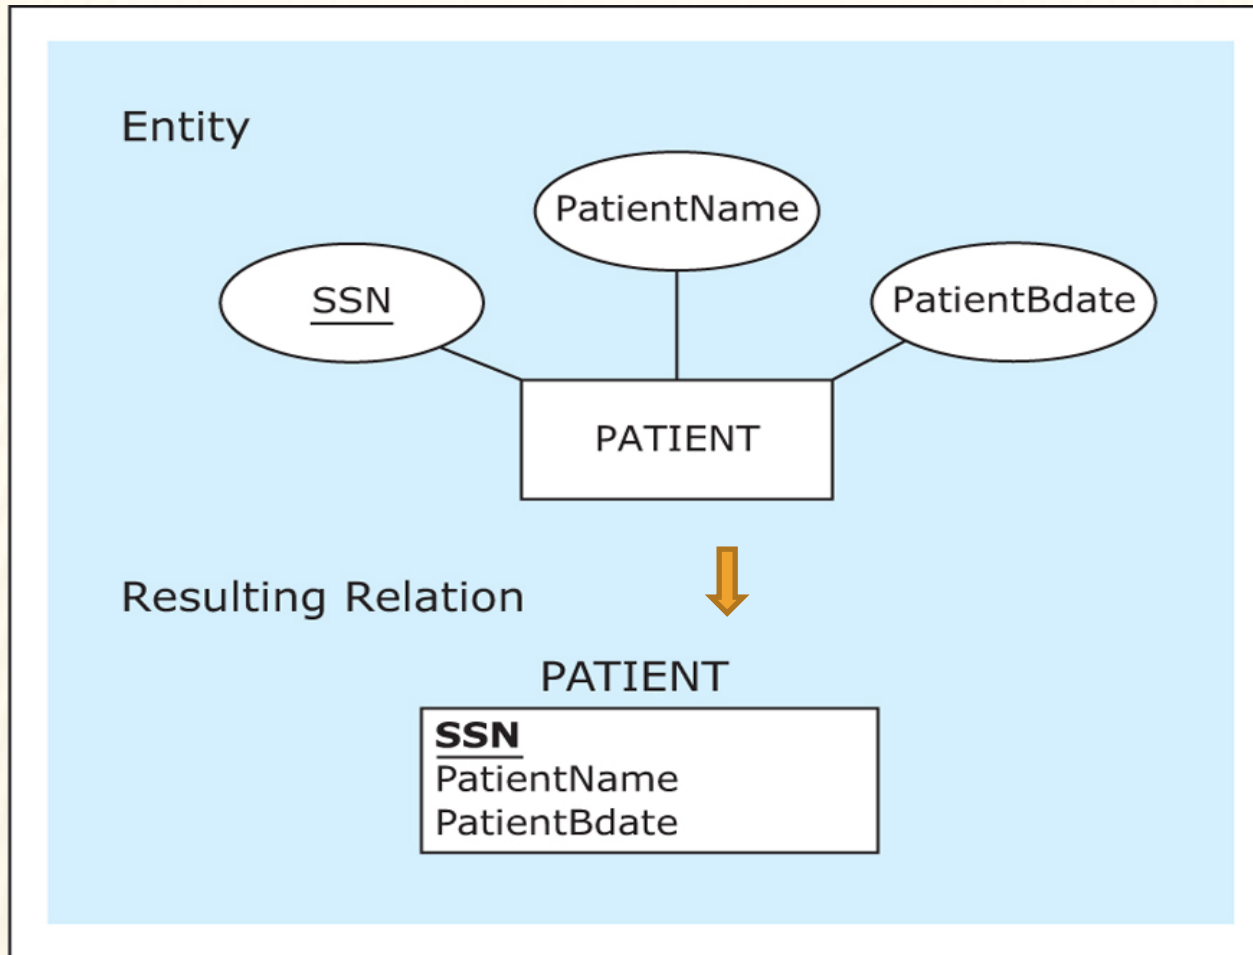 Entity
PatientName
SSN
PatientBdate
PATIENT
Resulting Relation
PATIENT
SSN
PatientName
PatientBdate